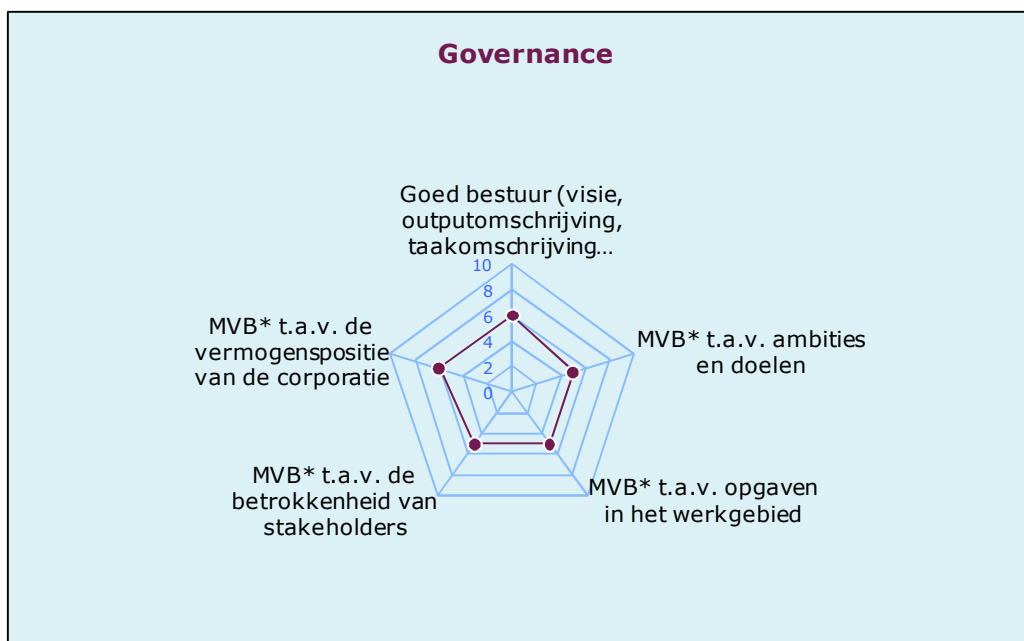 Governance
Goed bestuur (visie,
outputomschrijving,
taakomschrijving...
10
8
6
4
2
0
MVB* t.a.v. ambities
en doelen
MVB* t.a.v. opgaven
in het werkgebied
MVB* t.a.v. de
betrokkenheid van
stakeholders
MVB* t.a.v. de
vermogenspositie
van de corporatie